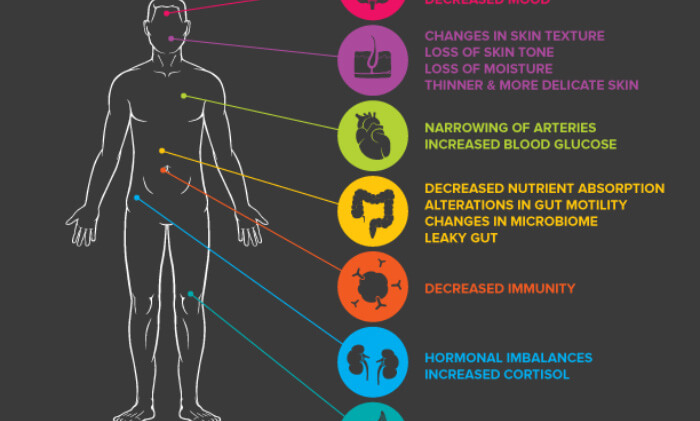 DECREASED MOOD
CHANGES IN SKIN TEXTURE
LOSS OF SKIN TONE
LOSS OF MOISTURE
THINNER & MORE DELICATE SKIN
NARROWING OF ARTERIES
INCREASED BLOOD GLUCOSE
DECREASED NUTRIENT ABSORPTION
ALTERATIONS IN GUT MOTILITY
CHANGES IN MICROBIOME
LEAKY GUT
DECREASED IMMUNITY
HORMONAL IMBALANCES
INCREASED CORTISOL